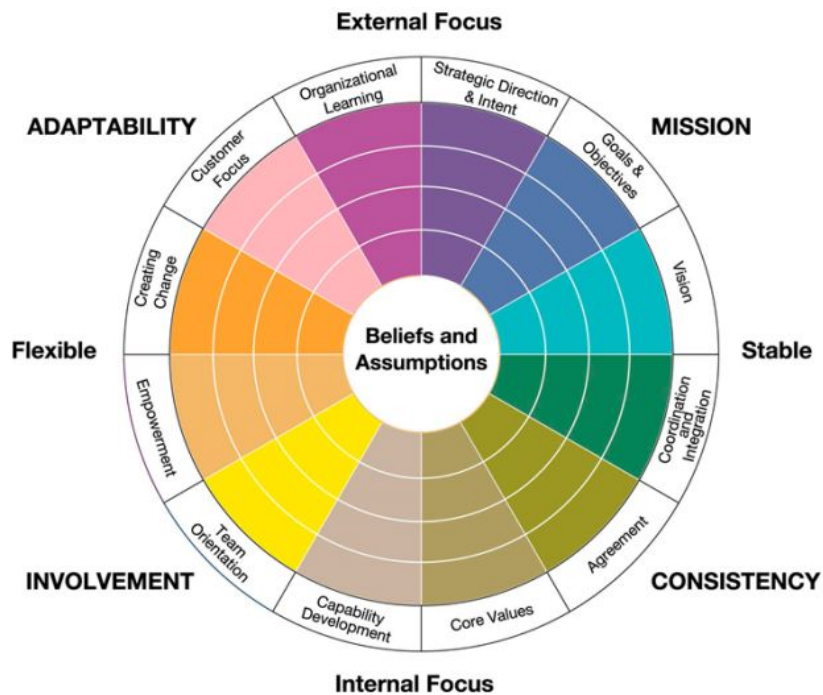 External Focus
ADAPTABILITY
MISSION
Organizational
Learning
Strategic Direction
& Intent
Customer
Focus
Goals &
Objectives
Creating
Change
Vision
Flexible
Beliefs and
Assumptions
Stable
Empowerment
Coordination
and
Integration
Team
Orientation
Agreement
Capability
Development
Core Values
INVOLVEMENT
CONSISTENCY
Internal Focus